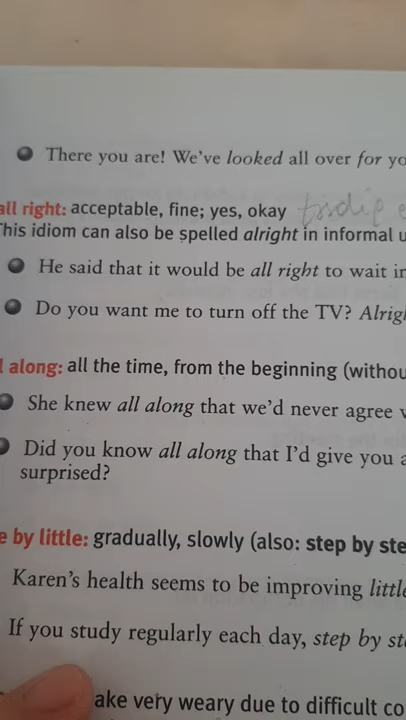 There you are! We've looked all over for yo
all right: acceptable, fine; yes, okay
This idiom can also be spelled alright in informal u
He said that it would be all right to wait in
Do you want me to turn off the TV? Alrig
l along: all the time, from the beginning (withou
She knew all along that we'd never agree
Did you know all along that I'd give you a
surprised?
e by little: gradually, slowly (also: step by ste
Karen's health seems to be improving little
If you study regularly each day, step by st
ake very weary due to difficult co